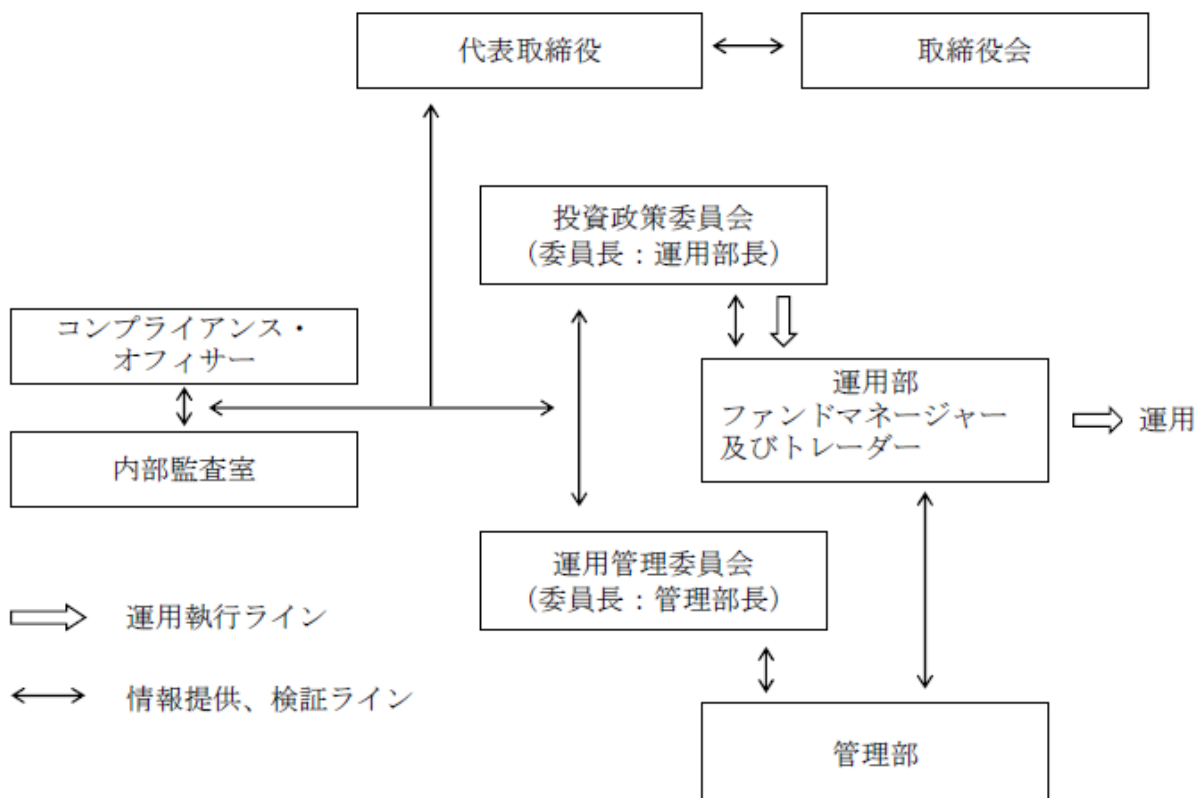 代表取締役
取締役会
投資政策委員会
(委員長：運用部長)
コンプライアンス・
オフィサー
運用部
ファンドマネージャー
及びトレーダー
運用
内部監査室
運用管理委員会
(委員長：管理部長)
運用執行ライン
情報提供、検証ライン
管理部